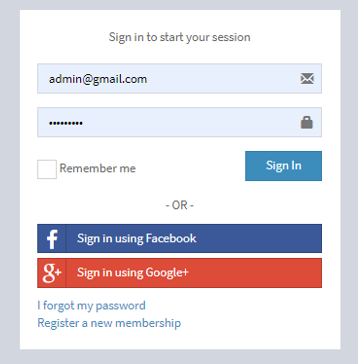 Sign in to start your session
admin@gmail.com
•••••••••
Remember me
Sign In
- OR -
f Sign in using Facebook
g+ Sign in using Google+
I forgot my password
Register a new membership